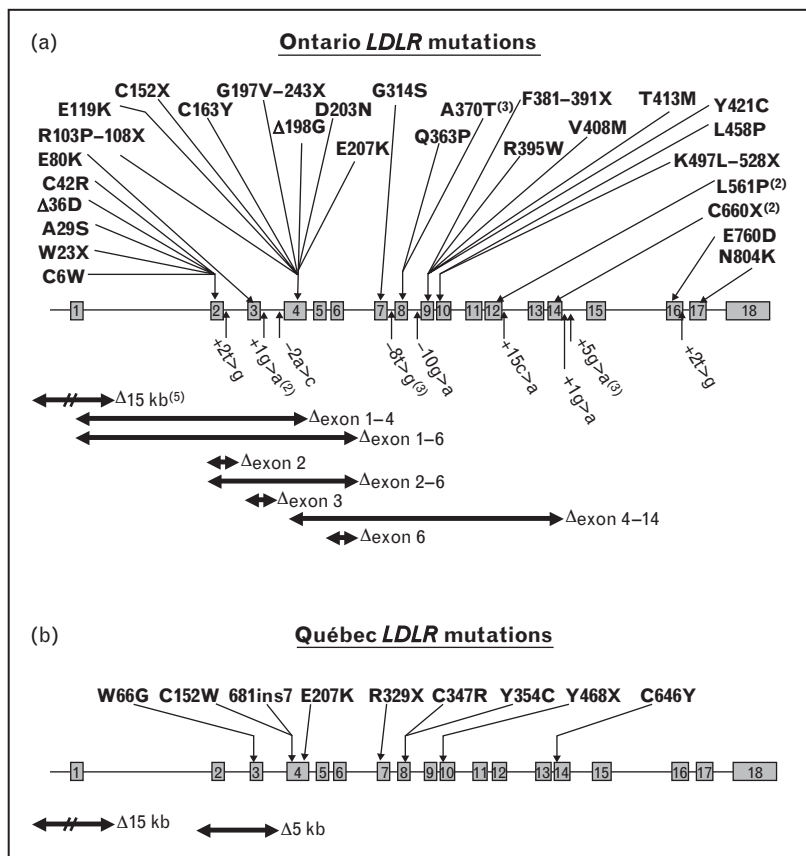 (a)
Ontario LDLR mutations
C152X
G197V–243X
G314S
F381–391X
T413M
E119K
C163Y
D203N
A370T(3)
Y421C
R103P–108X
Δ198G
Q363P
V408M
L458P
E80K
E207K
R395W
K497L–528X
C42R
L561P(2)
Δ36D
C660X(2)
A29S
E760D
W23X
N804K
C6W
1 2 3 4 5 6 7 8 9 10 11 12 13 14 15 16 17 18
+2t>g
+1g>a(2)
–2a>c
–8t>g(3)
–10g>a
+15c>a
+1g>a
+5g>a(3)
+2t>g
Δ15 kb(5)
Δexon 1–4
Δexon 1–6
Δexon 2
Δexon 2–6
Δexon 3
Δexon 4–14
Δexon 6
(b)
Québec LDLR mutations
W66G C152W 681ins7 E207K R329X C347R Y354C Y468X C646Y
1 2 3 4 5 6 7 8 9 10 11 12 13 14 15 16 17 18
Δ15 kb
Δ5 kb